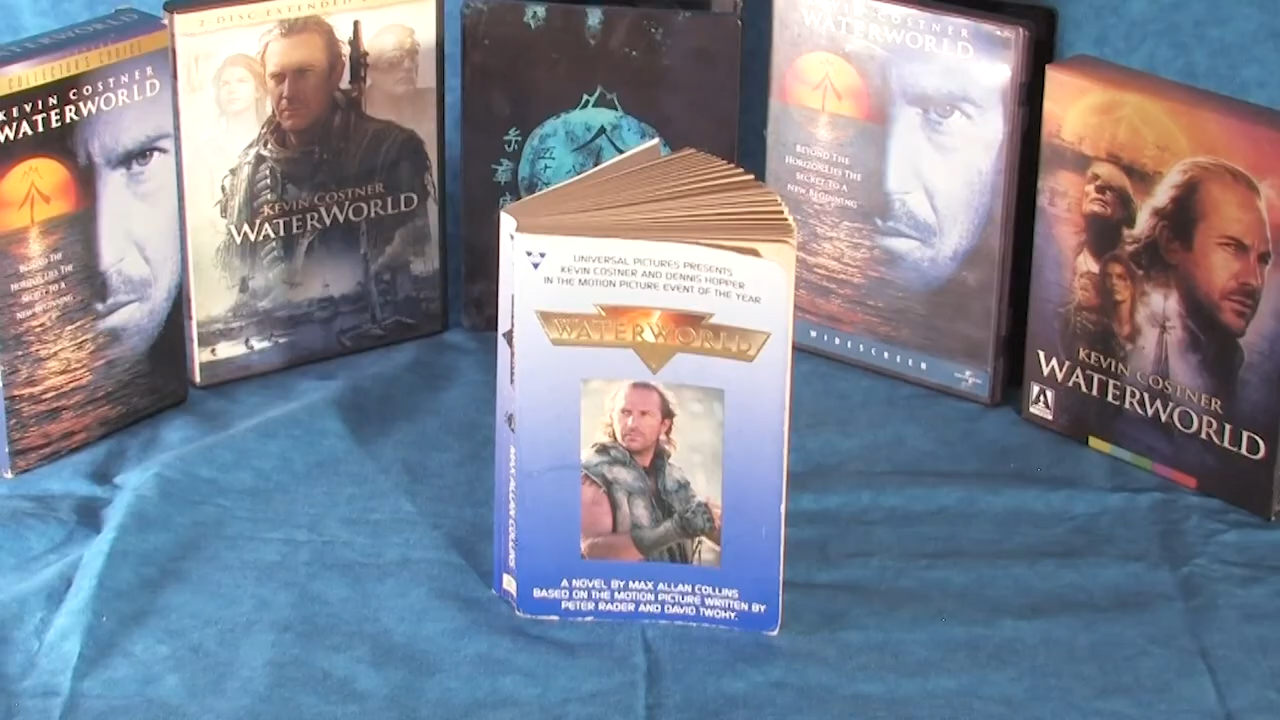 WATERWORLD
COLLECTOR'S CHOICE
KEVIN COSTNER
WATERWORLD
BEYOND THE
HORIZON LIES THE
SECRET TO A
NEW BEGINNING
2-DISC EXTENDED
KEVIN COSTNER
WATERWORLD
UNIVERSAL PICTURES PRESENTS
KEVIN COSTNER AND DENNIS HOPPER
IN THE MOTION PICTURE EVENT OF THE YEAR
WATERWORLD
A NOVEL BY MAX ALLAN COLLINS
BASED ON THE MOTION PICTURE WRITTEN BY
PETER RADER AND DAVID TWOHY.
MAX ALLAN COLLINS
KEVIN COSTNER
WATERWORLD
BEYOND THE
HORIZON LIES THE
SECRET TO A
NEW BEGINNING
WIDESCREEN
KEVIN COSTNER
WATERWORLD